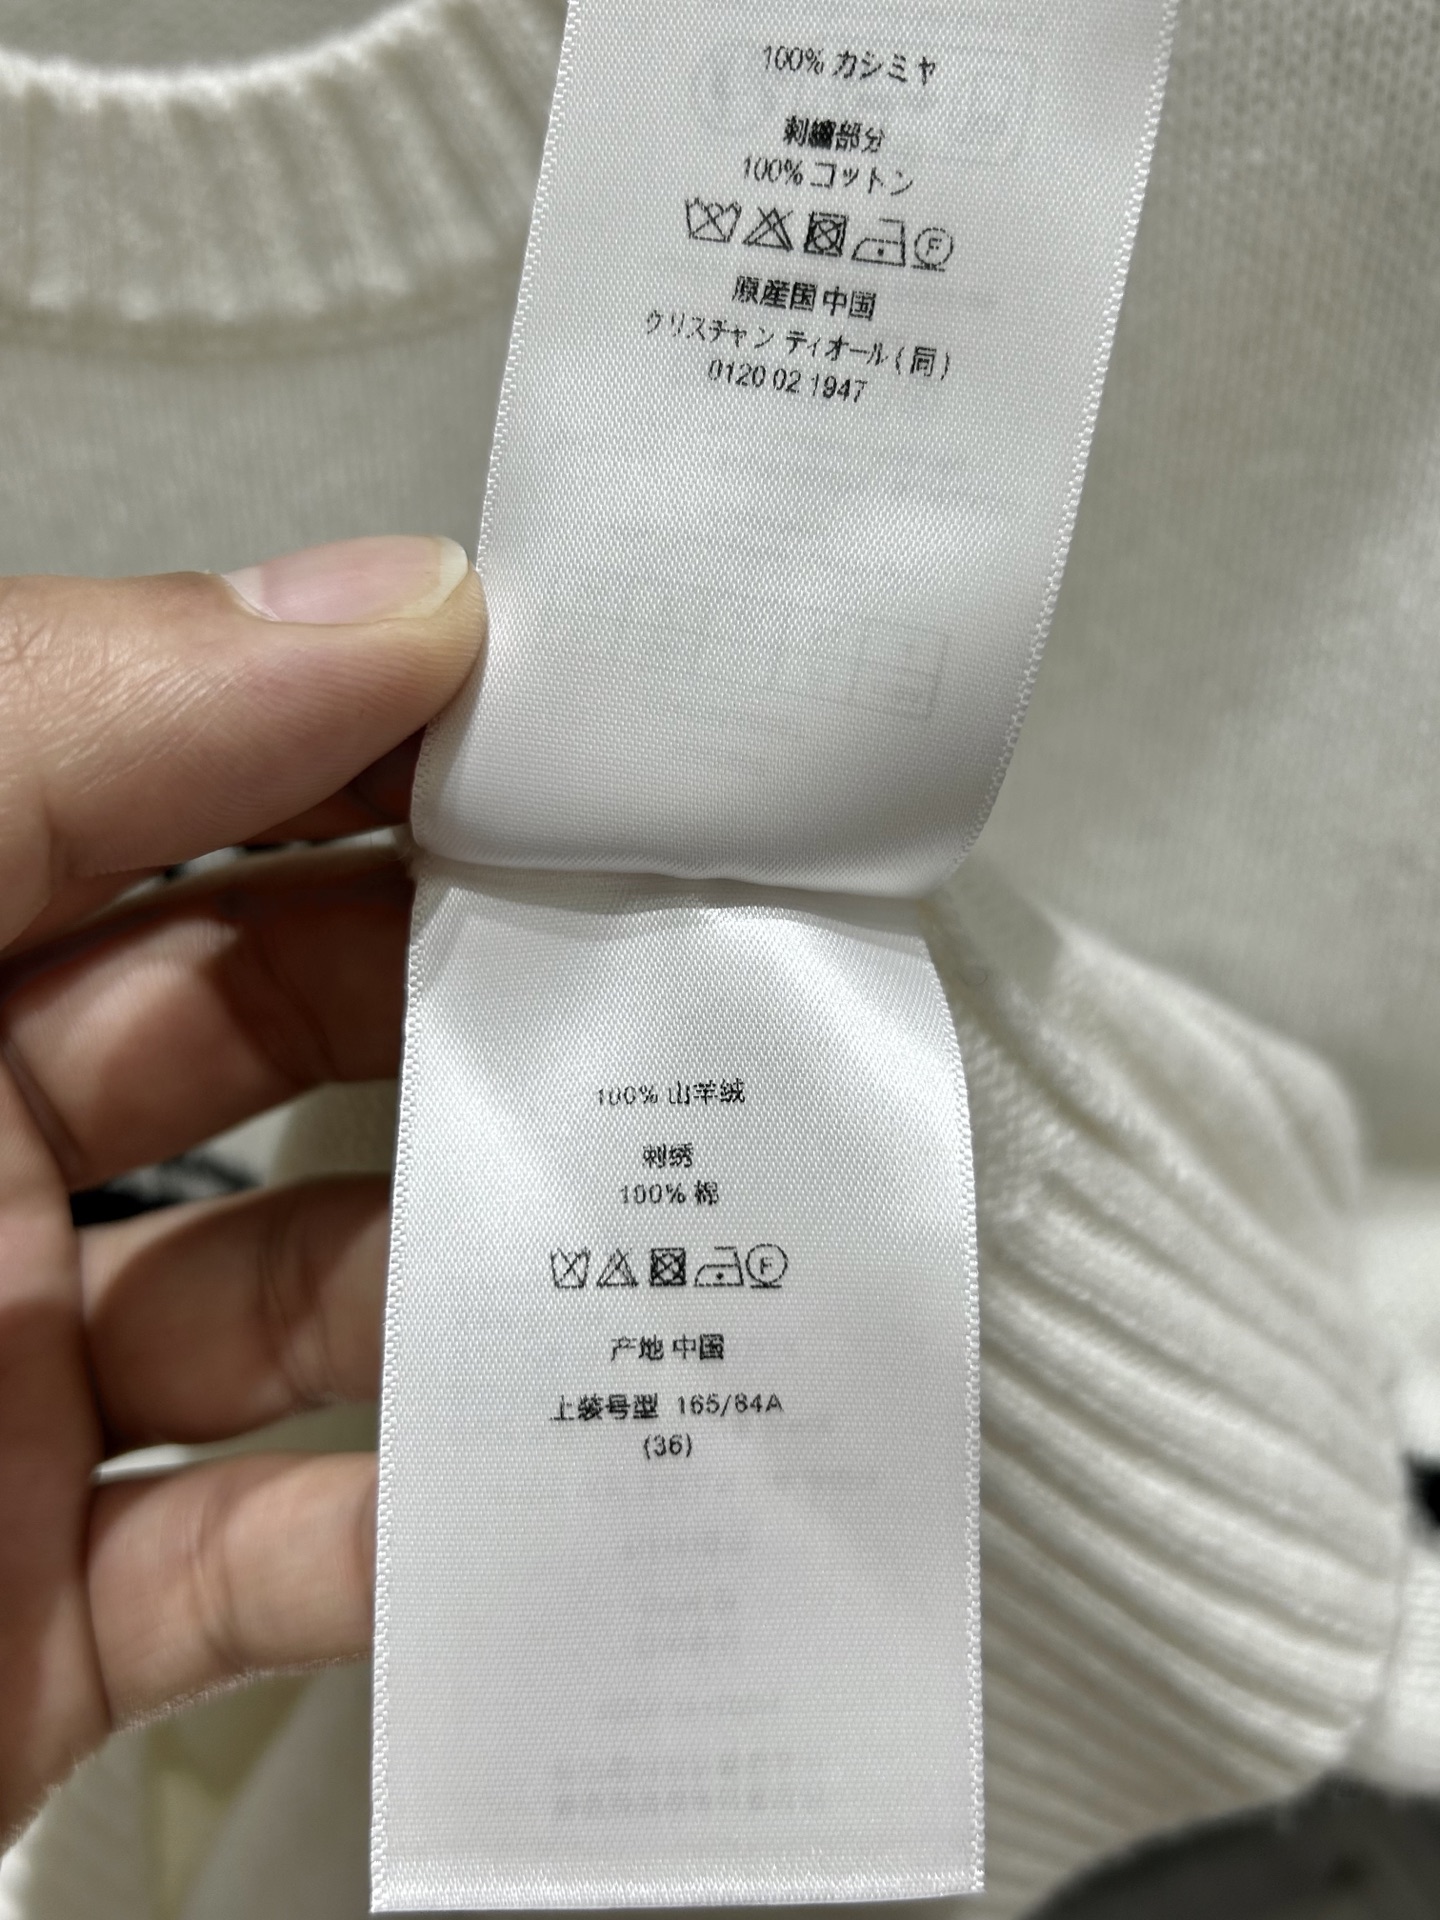 100% カシミヤ
刺繍部分
100% コットン
F
原産国 中国
クリスチャン ディオール (同)
0120 02 1947
100% 山羊绒
刺绣
100% 棉
F
产地 中国
上装号型 165/84A
(36)